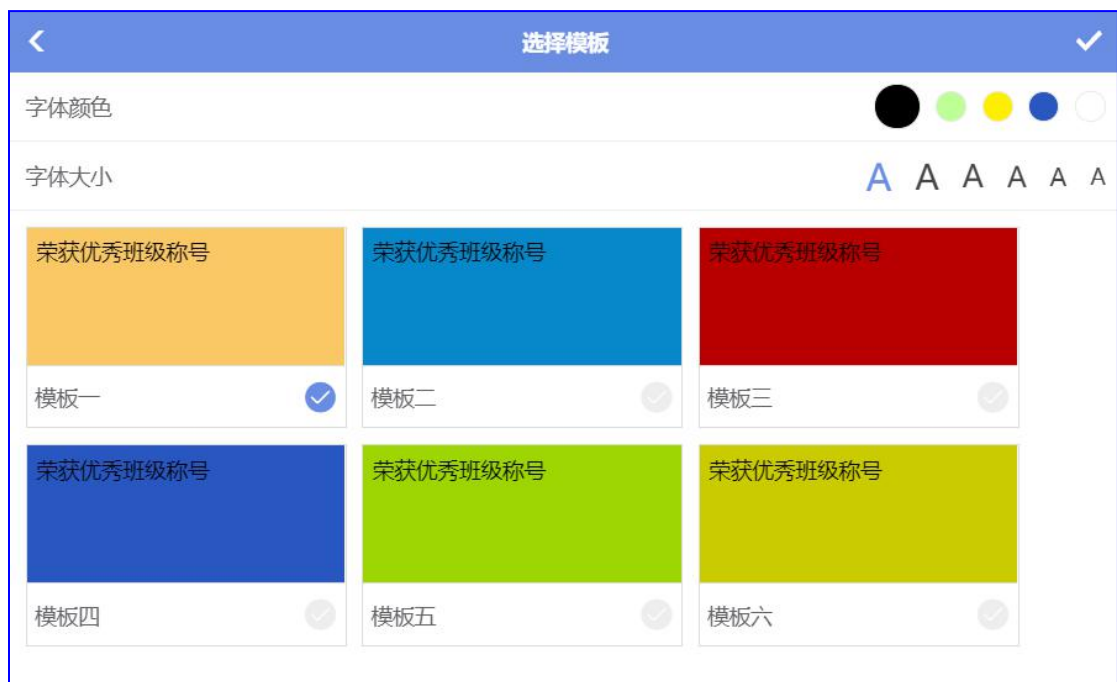 选择模板
字体颜色
字体大小 A A A A A A
荣获优秀班级称号 荣获优秀班级称号 荣获优秀班级称号
模板一 模板二 模板三
荣获优秀班级称号 荣获优秀班级称号 荣获优秀班级称号
模板四 模板五 模板六